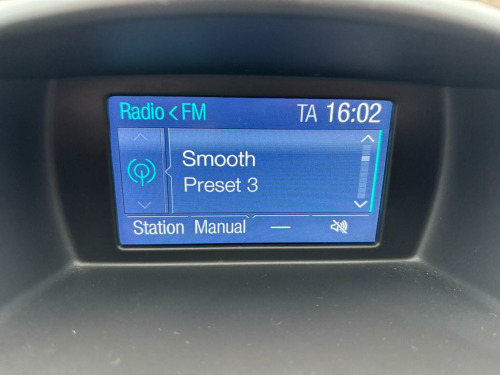 Radio < FM TA 16:02
Smooth
Preset 3
Station Manual —